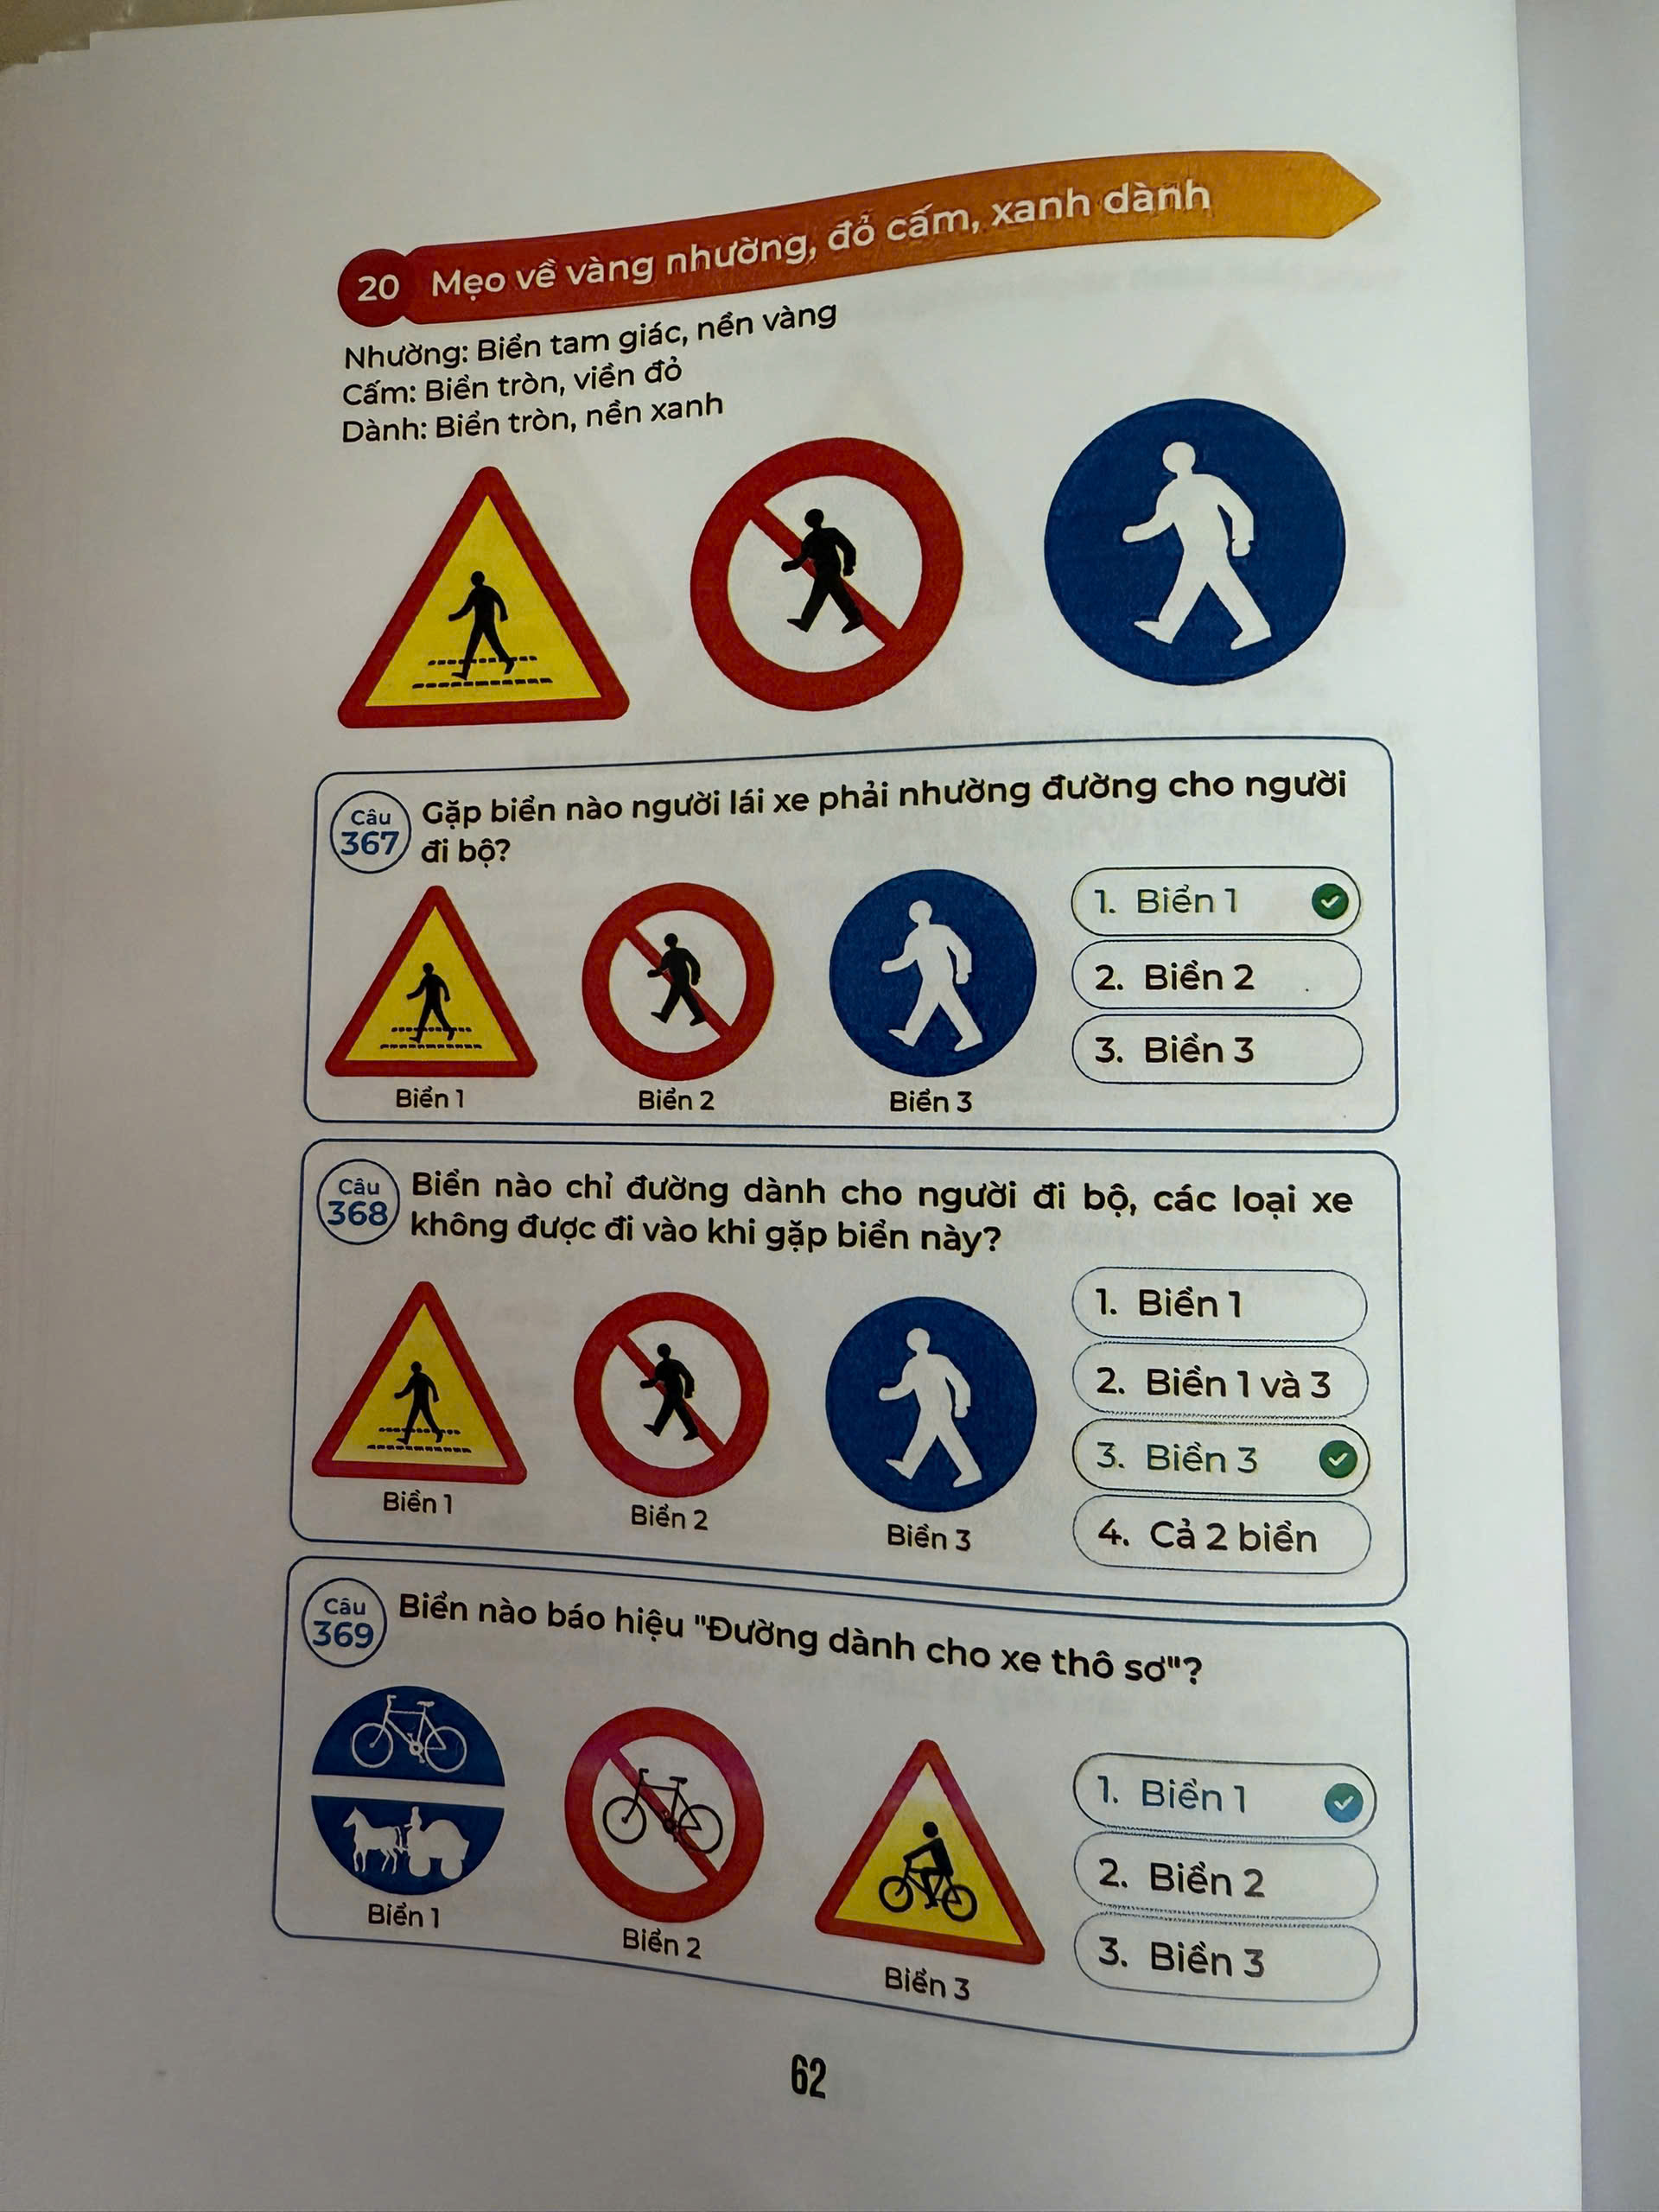 20 Mẹo về vàng nhường, đỏ cấm, xanh dành
Nhường: Biển tam giác, nền vàng
Cấm: Biển tròn, viền đỏ
Dành: Biển tròn, nền xanh
Câu 367 Gặp biển nào người lái xe phải nhường đường cho người
đi bộ?
1. Biển 1
2. Biển 2
3. Biển 3
Biển 1
Biển 2
Biển 3
Câu 368 Biển nào chỉ đường dành cho người đi bộ, các loại xe
không được đi vào khi gặp biển này?
1. Biển 1
2. Biển 1 và 3
3. Biển 3
4. Cả 2 biển
Biển 1
Biển 2
Biển 3
Câu 369 Biển nào báo hiệu "Đường dành cho xe thô sơ"?
1. Biển 1
2. Biển 2
3. Biển 3
Biển 1
Biển 2
Biển 3
62